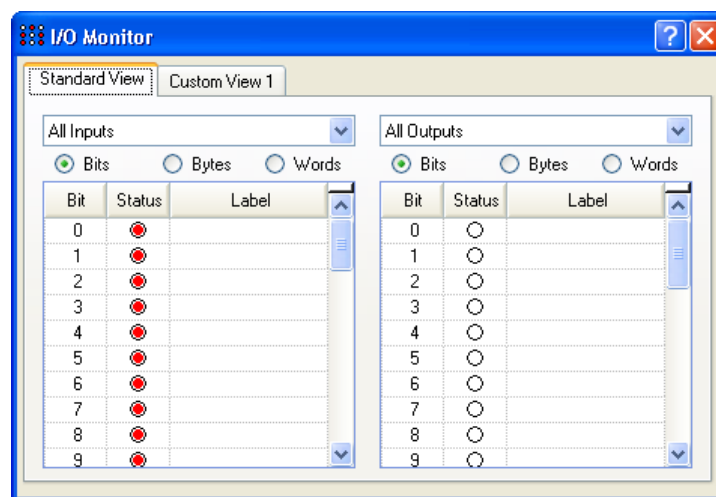 I/O Monitor
Standard View Custom View 1
All Inputs All Outputs
Bits Bytes Words Bits Bytes Words
Bit Status Label Bit Status Label
0 0
1 1
2 2
3 3
4 4
5 5
6 6
7 7
8 8
9 9